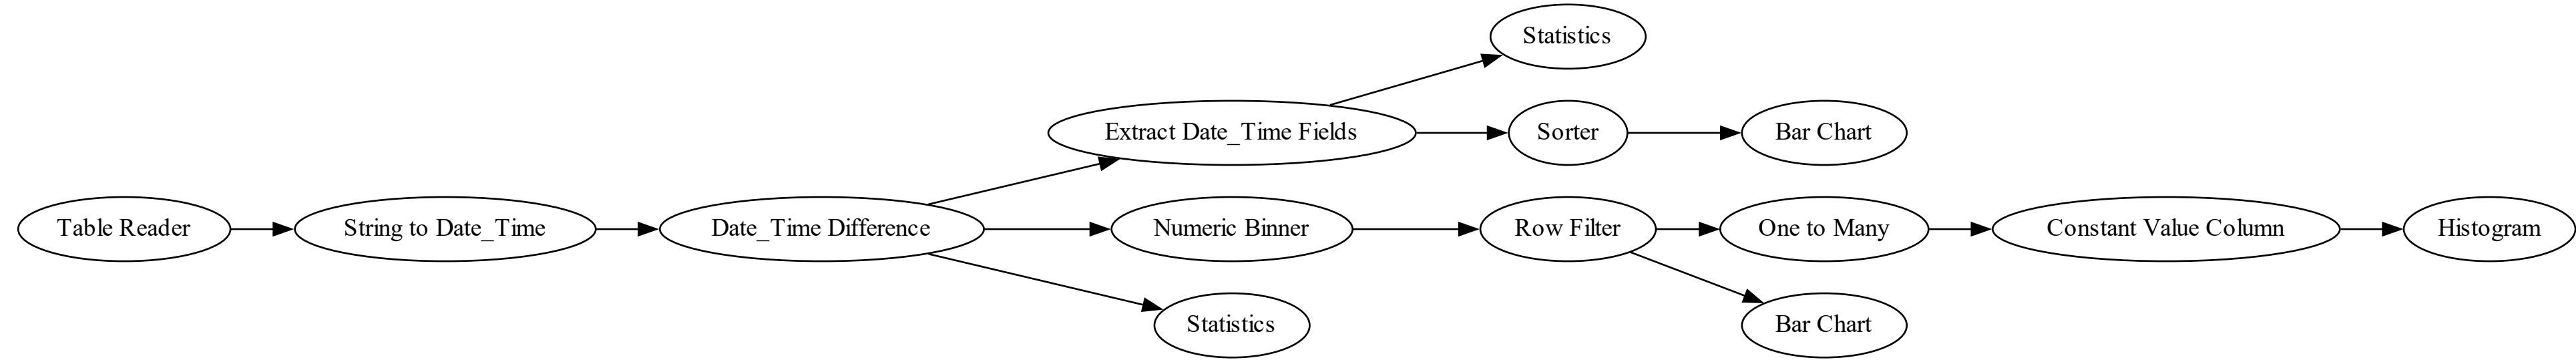 Statistics
Extract Date_Time Fields
Sorter
Bar Chart
Table Reader
String to Date_Time
Date_Time Difference
Numeric Binner
Row Filter
One to Many
Constant Value Column
Histogram
Statistics
Bar Chart